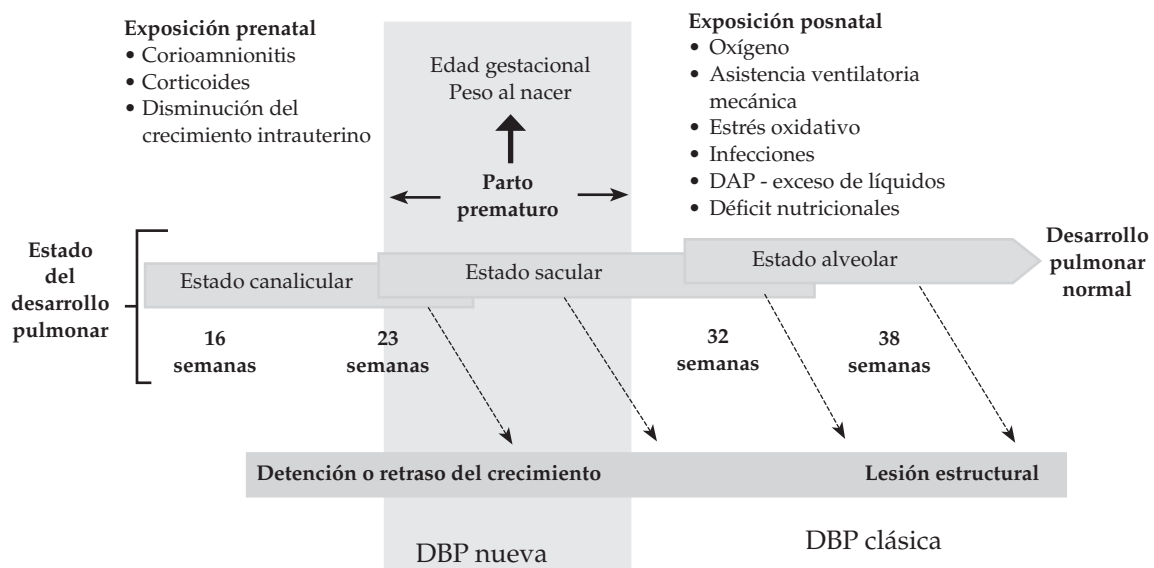 Exposición prenatal
• Corioamnionitis
• Corticoides
• Disminución del
crecimiento intrauterino
Edad gestacional
Peso al nacer
Parto
prematuro
Exposición posnatal
• Oxígeno
• Asistencia ventilatoria
mecánica
• Estrés oxidativo
• Infecciones
• DAP - exceso de líquidos
• Déficit nutricionales
Estado
del
desarrollo
pulmonar
Estado canalicular
Estado sacular
Estado alveolar
Desarrollo
pulmonar
normal
16
semanas
23
semanas
32
semanas
38
semanas
Detención o retraso del crecimiento
Lesión estructural
DBP nueva
DBP clásica